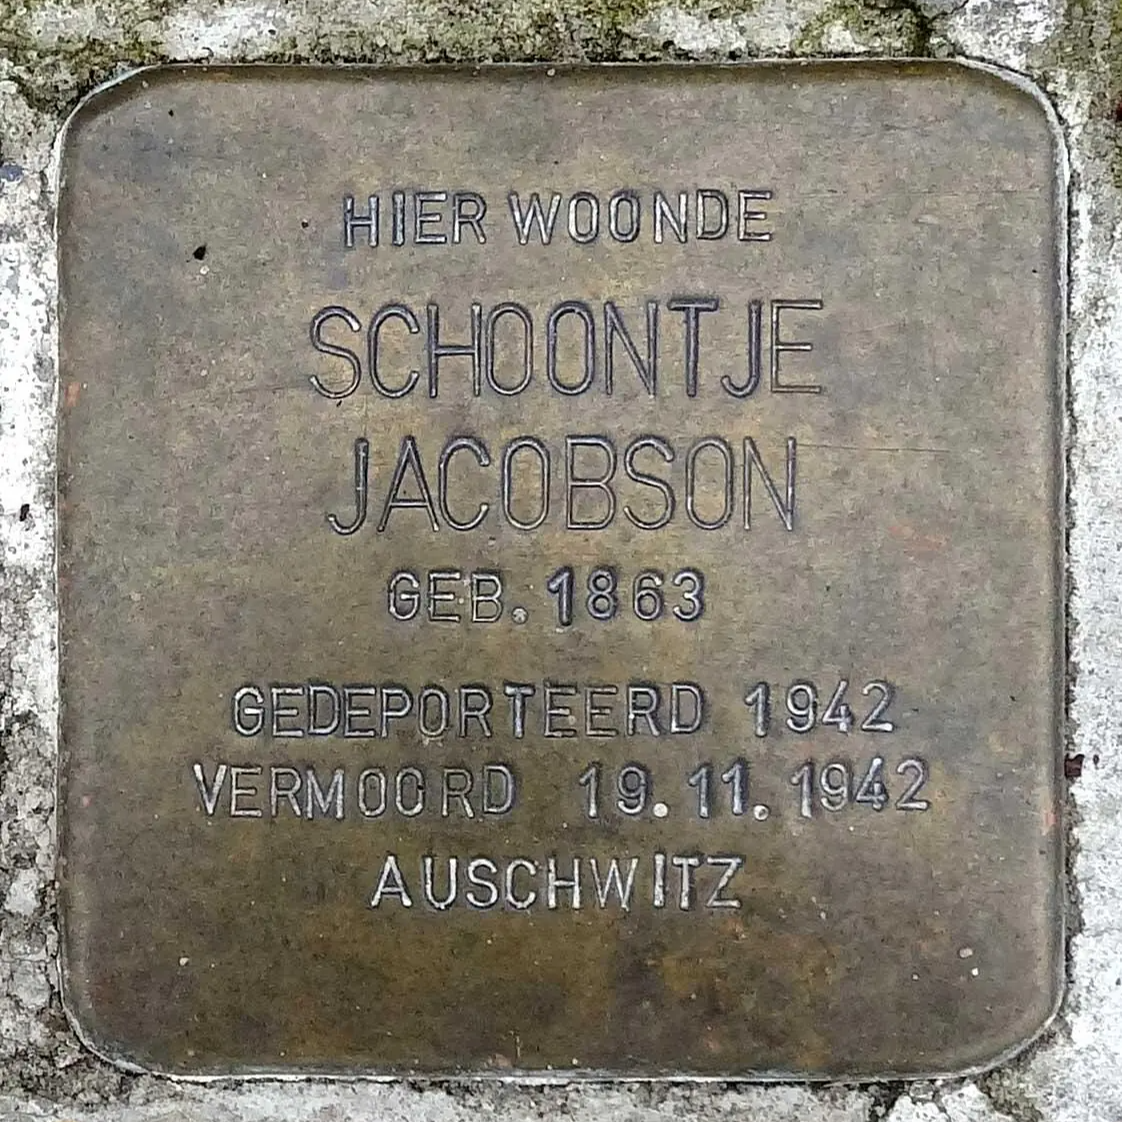 HIER WOONDE
SCHOONTJE
JACOBSON
GEB. 1863
GEDEPORTEERD 1942
VERMOORD 19.11.1942
AUSCHWITZ